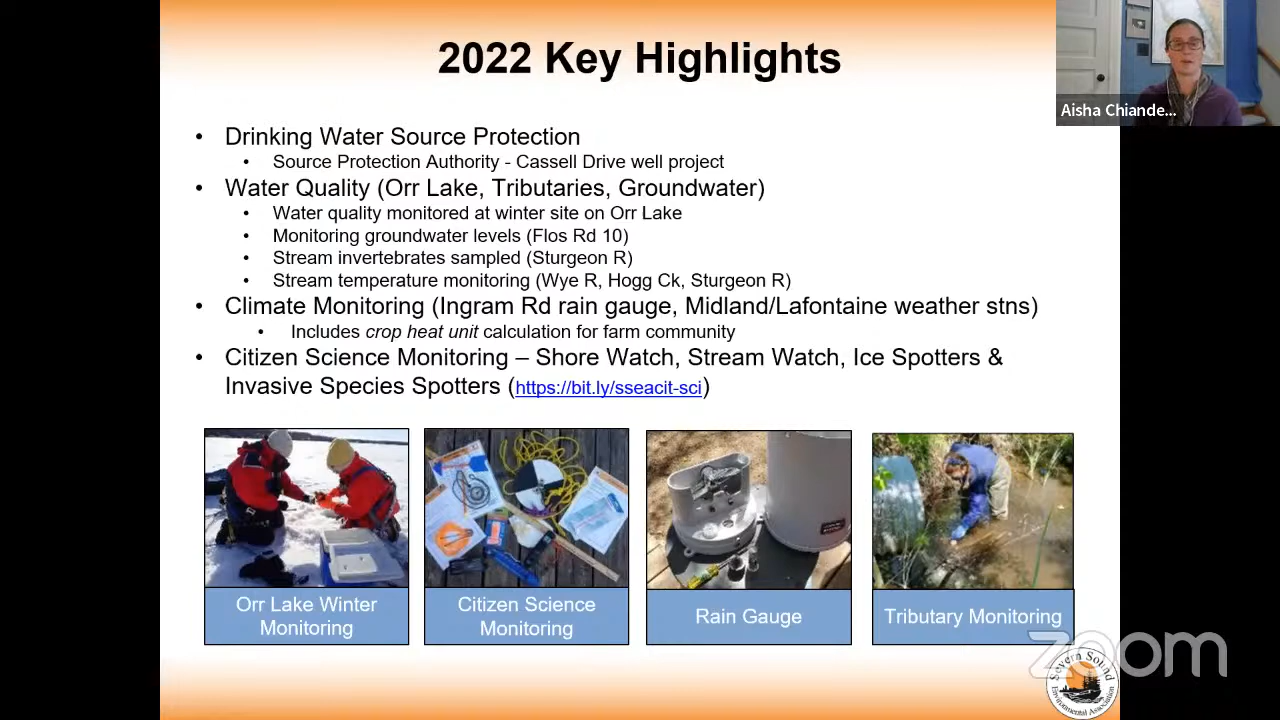 2022 Key Highlights
Aisha Chiande...
• Drinking Water Source Protection
• Source Protection Authority - Cassell Drive well project
• Water Quality (Orr Lake, Tributaries, Groundwater)
• Water quality monitored at winter site on Orr Lake
• Monitoring groundwater levels (Flos Rd 10)
• Stream invertebrates sampled (Sturgeon R)
• Stream temperature monitoring (Wye R, Hogg Ck, Sturgeon R)
• Climate Monitoring (Ingram Rd rain gauge, Midland/Lafontaine weather stns)
• Includes crop heat unit calculation for farm community
• Citizen Science Monitoring – Shore Watch, Stream Watch, Ice Spotters &
Invasive Species Spotters (https://bit.ly/sseacit-sci)
Orr Lake Winter
Monitoring
Citizen Science
Monitoring
Rain Gauge
Tributary Monitoring
zoom
Severn Sound
Environmental Association